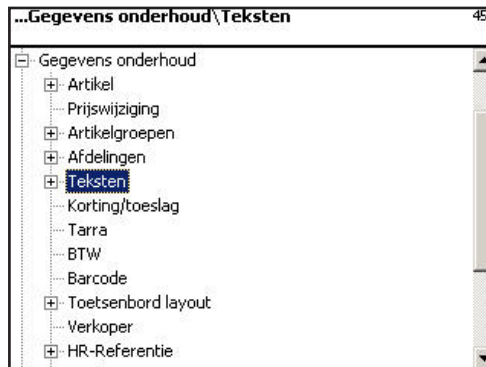 ...Gegevens onderhoud\Teksten 45
Gegevens onderhoud
Artikel
Prijswijziging
Artikelgroepen
Afdelingen
Teksten
Korting/toeslag
Tarra
BTW
Barcode
Toetsenbord layout
Verkoper
HR-Referentie